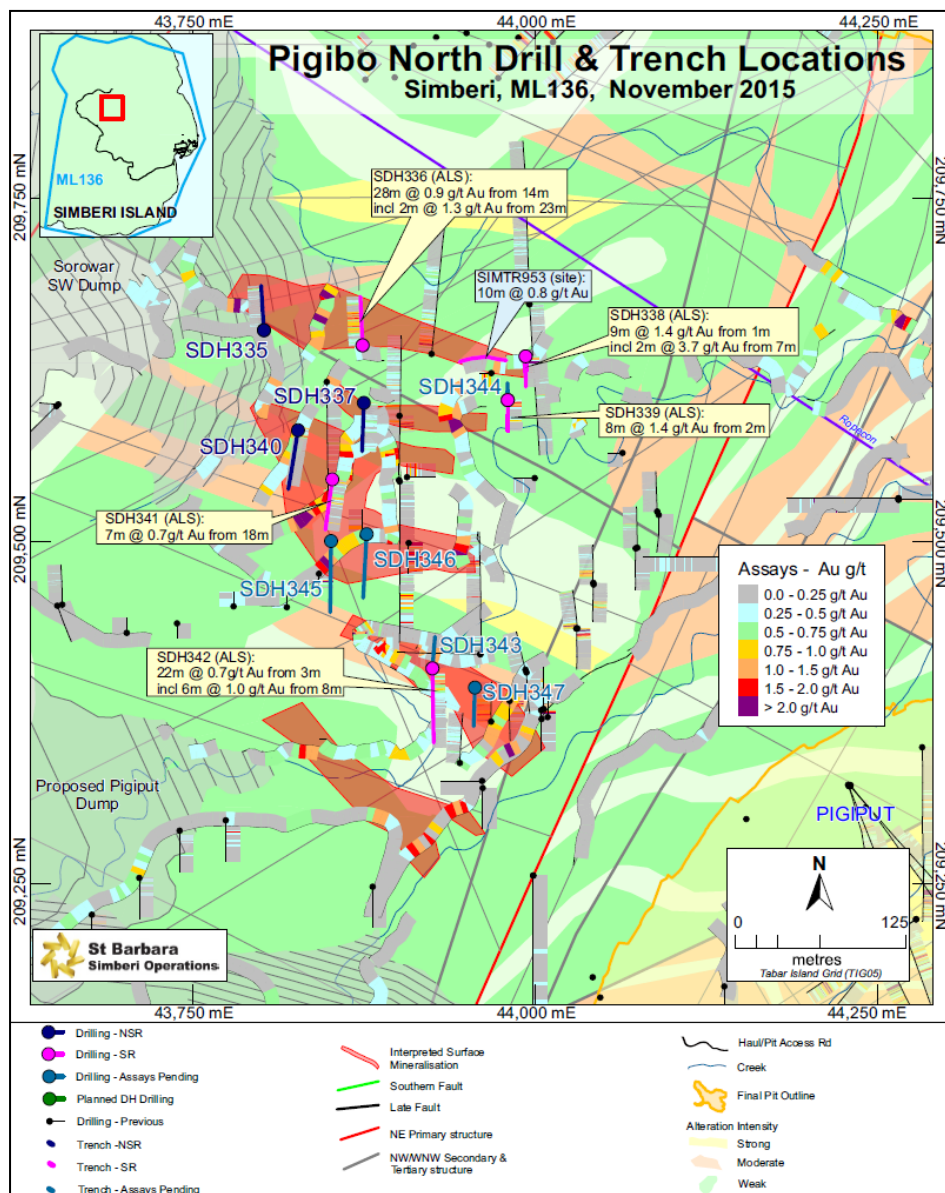 43,750 mE
44,000 mE
44,250 mE
Pigibo North Drill & Trench Locations
Simberi, ML136, November 2015
ML136
SIMBERI ISLAND
209,750 mN
209,750 mN
SDH336 (ALS):
28m @ 0.9 g/t Au from 14m
incl 2m @ 1.3 g/t Au from 23m
Sorowar
SW Dump
SIMTR953 (site):
10m @ 0.8 g/t Au
SDH338 (ALS):
9m @ 1.4 g/t Au from 1m
incl 2m @ 3.7 g/t Au from 7m
SDH335
SDH337
SDH344
SDH339 (ALS):
8m @ 1.4 g/t Au from 2m
Ropecon
SDH340
SDH341 (ALS):
7m @ 0.7g/t Au from 18m
209,500 mN
209,500 mN
SDH346
SDH345
Assays - Au g/t
0.0 - 0.25 g/t Au
0.25 - 0.5 g/t Au
0.5 - 0.75 g/t Au
0.75 - 1.0 g/t Au
1.0 - 1.5 g/t Au
1.5 - 2.0 g/t Au
> 2.0 g/t Au
SDH343
SDH342 (ALS):
22m @ 0.7g/t Au from 3m
incl 6m @ 1.0 g/t Au from 8m
SDH347
Proposed Pigiput
Dump
PIGIPUT
209,250 mN
209,250 mN
N
0 125
metres
Tabar Island Grid (TIG05)
St Barbara
Simberi Operations
43,750 mE
44,000 mE
44,250 mE
Drilling - NSR
Drilling - SR
Drilling - Assays Pending
Planned DH Drilling
Drilling - Previous
Trench -NSR
Trench - SR
Trench - Assays Pending
Interpreted Surface
Mineralisation
Southern Fault
Late Fault
NE Primary structure
NW/WNW Secondary &
Tertiary structure
Haul/Pit Access Rd
Creek
Final Pit Outline
Alteration Intensity
Strong
Moderate
Weak